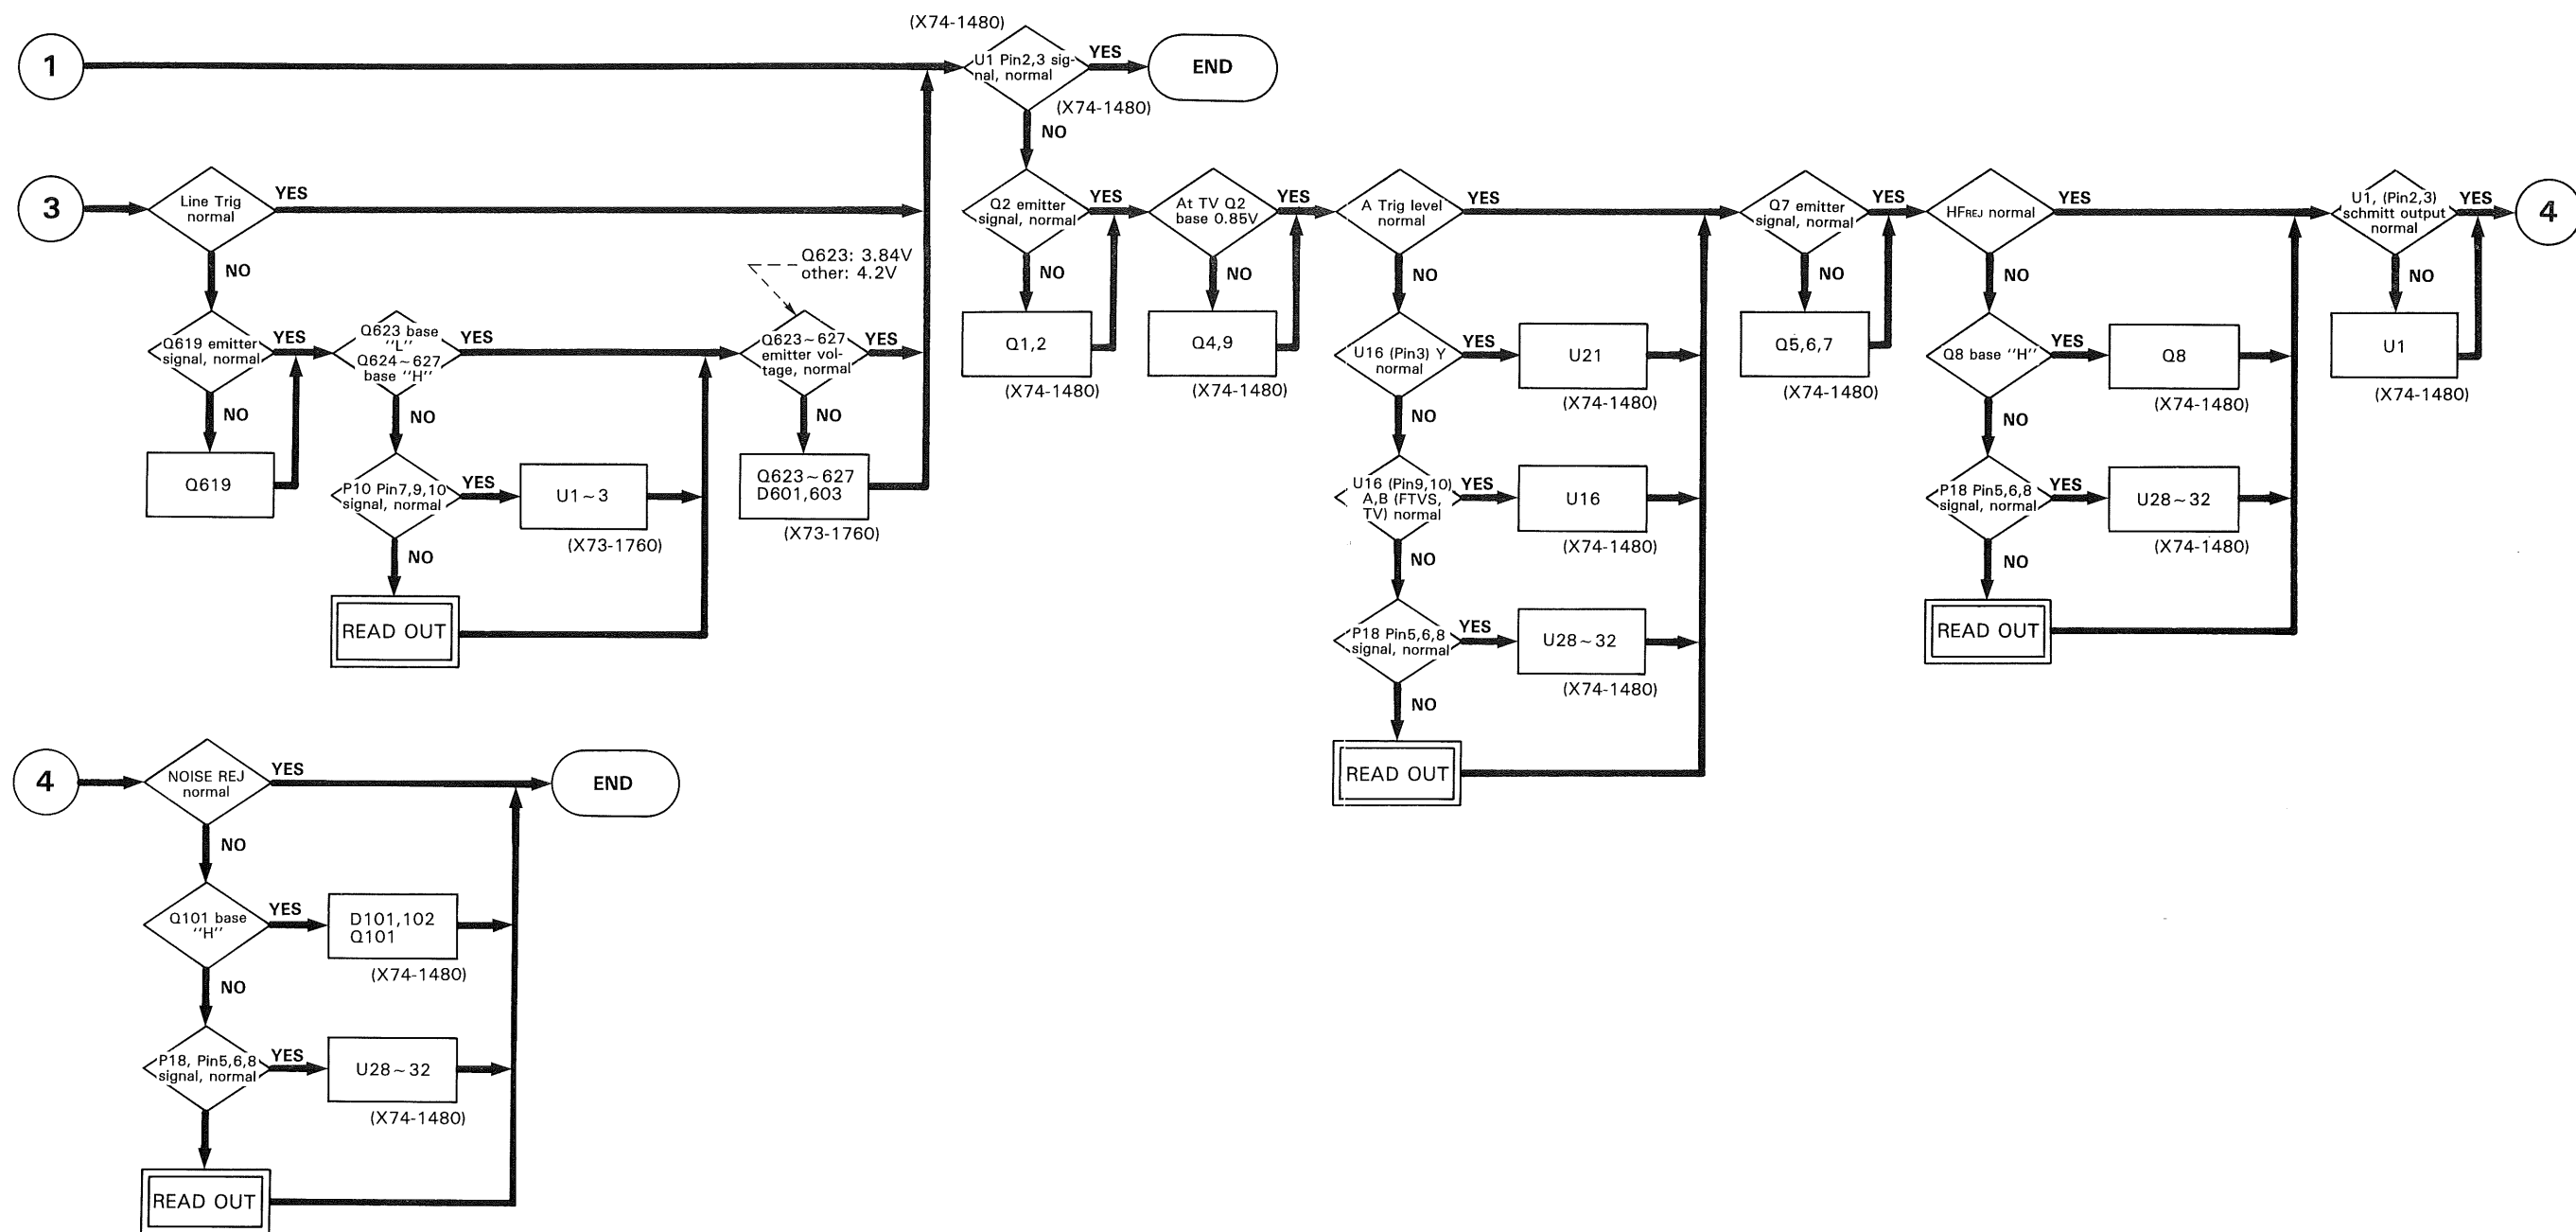 (X74-1480)
1
U1 Pin2,3 sig-
nal, normal
YES
END
(X74-1480)
NO
3
Line Trig
normal
YES
NO
Q619 emitter
signal, normal
YES
NO
Q619
Q623 base
"L"
Q624~627
base "H"
YES
NO
P10 Pin7,9,10
signal, normal
YES
U1~3
(X73-1760)
NO
READ OUT
Q623: 3.84V
other: 4.2V
Q623~627
emitter vol-
tage, normal
YES
NO
Q623~627
D601,603
(X73-1760)
Q2 emitter
signal, normal
YES
NO
Q1,2
(X74-1480)
At TV Q2
base 0.85V
YES
NO
Q4,9
(X74-1480)
A Trig level
normal
YES
NO
U16 (Pin3) Y
normal
YES
U21
(X74-1480)
NO
U16 (Pin9,10)
A,B (FTVS,
TV) normal
YES
U16
(X74-1480)
NO
P18 Pin5,6,8
signal, normal
YES
U28~32
(X74-1480)
NO
READ OUT
Q7 emitter
signal, normal
YES
NO
Q5,6,7
(X74-1480)
HFREJ normal
YES
NO
Q8 base "H"
YES
Q8
(X74-1480)
NO
P18 Pin5,6,8
signal, normal
YES
U28~32
(X74-1480)
NO
READ OUT
U1, (Pin2,3)
schmitt output
normal
YES
4
NO
U1
(X74-1480)
4
NOISE REJ
normal
YES
END
NO
Q101 base
"H"
YES
D101,102
Q101
(X74-1480)
NO
P18, Pin5,6,8
signal, normal
YES
U28~32
(X74-1480)
READ OUT